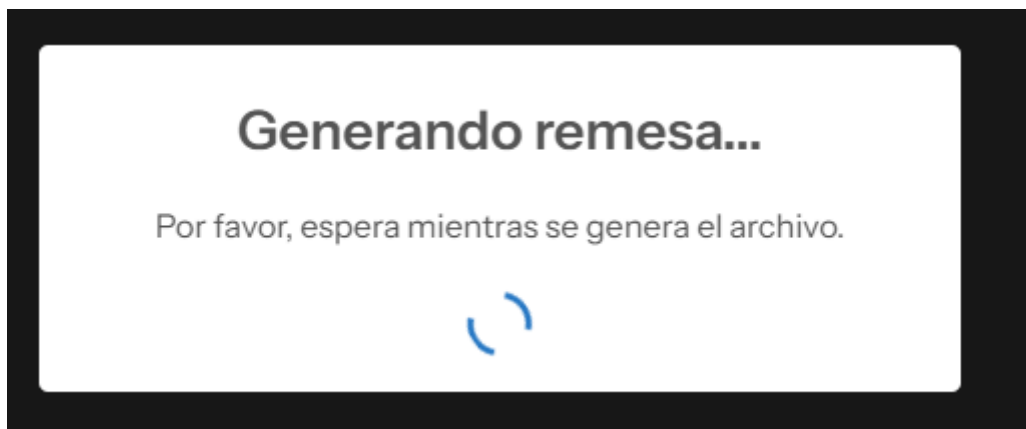 Generando remesa...
Por favor, espera mientras se genera el archivo.